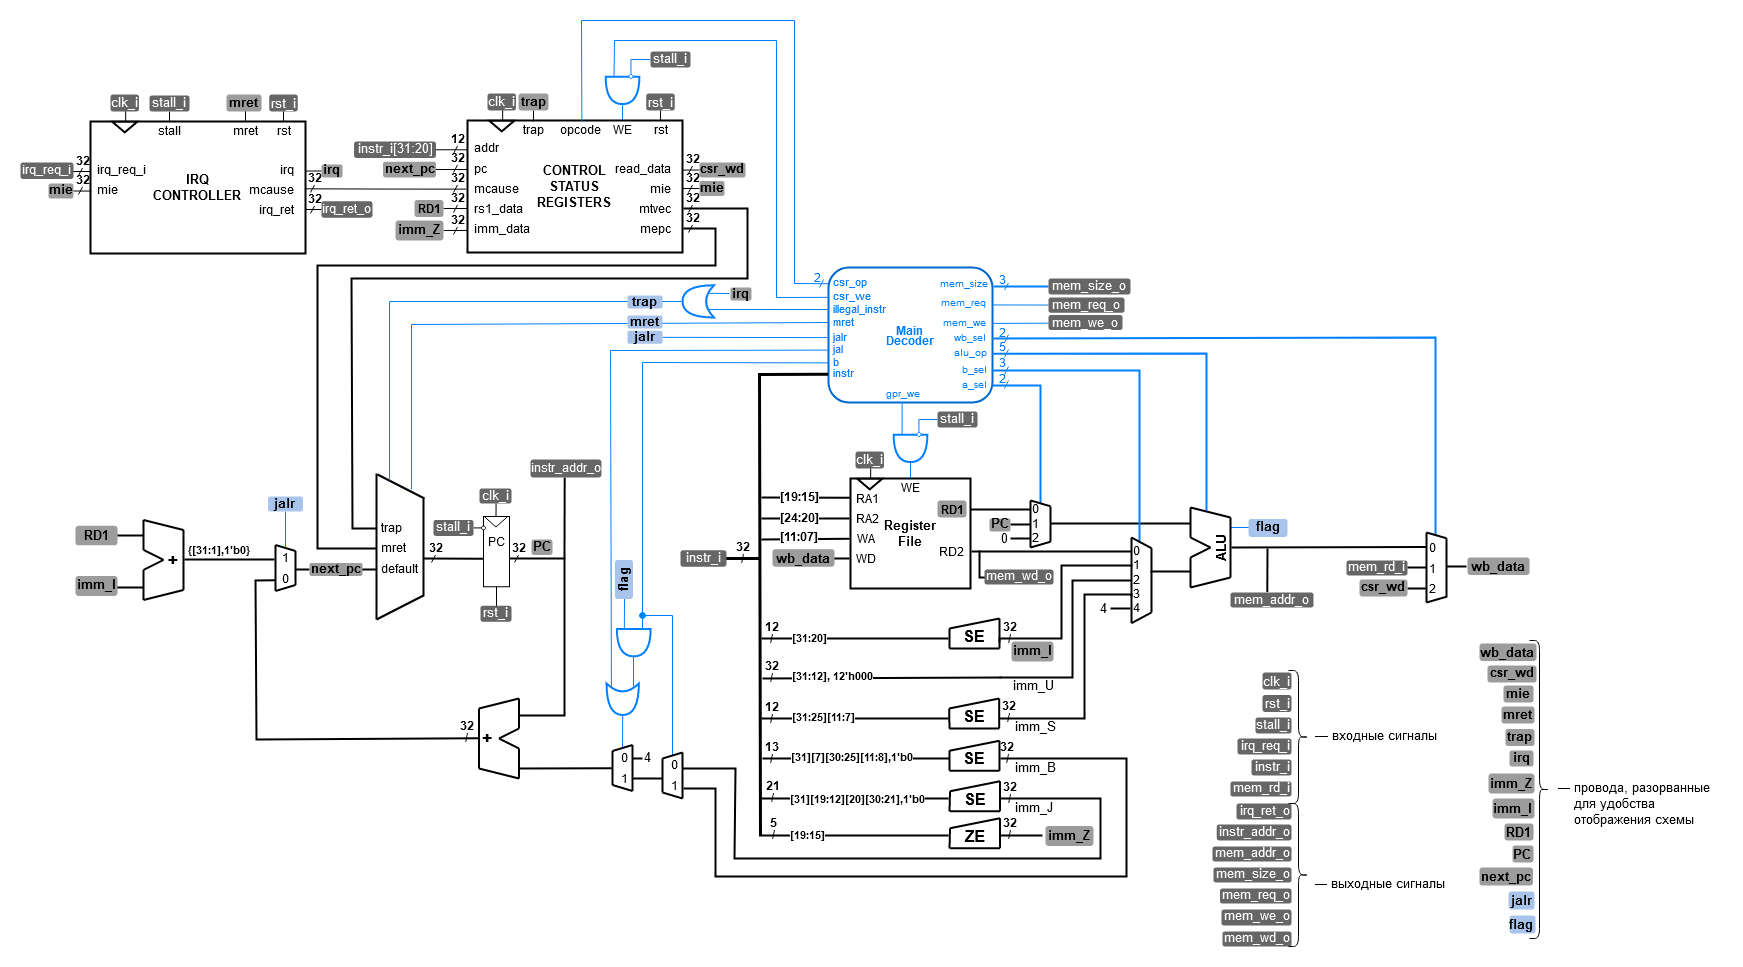 stall_i
clk_i
stall_i
mret
rst_i
stall
mret
rst
irq_req_i
32
irq_req_i
mie
32
mie
IRQ
CONTROLLER
irq
irq
mcause
32
irq_ret
32
irq_ret_o
clk_i
trap
rst_i
trap
opcode
WE
rst
instr_i[31:20]
12
addr
next_pc
32
pc
32
mcause
RD1
32
rs1_data
imm_Z
32
imm_data
CONTROL
STATUS
REGISTERS
read_data
32
csr_wd
mie
32
mie
mtvec
32
mepc
32
trap
irq
mret
jalr
2
csr_op
csr_we
illegal_instr
mret
jalr
jal
b
instr
Main
Decoder
gpr_we
mem_size
3
mem_size_o
mem_req
mem_req_o
mem_we
mem_we_o
wb_sel
2
alu_op
5
b_sel
3
a_sel
2
stall_i
clk_i
WE
[19:15]
RA1
[24:20]
RA2
[11:07]
WA
wb_data
WD
Register
File
RD1
RD2
mem_wd_o
instr_i
32
PC
0
0
1
2
0
1
2
3
4
4
ALU
flag
mem_addr_o
mem_rd_i
csr_wd
0
1
2
wb_data
jalr
RD1
imm_I
+
{[31:1],1'b0}
1
0
next_pc
trap
mret
default
32
clk_i
stall_i
PC
rst_i
32
PC
instr_addr_o
flag
32
+
0
4
1
0
1
12
[31:20]
SE
32
imm_I
32
[31:12], 12'h000
imm_U
12
[31:25][11:7]
SE
32
imm_S
13
[31][7][30:25][11:8],1'b0
SE
32
imm_B
21
[31][19:12][20][30:21],1'b0
SE
32
imm_J
5
[19:15]
ZE
32
imm_Z
clk_i
rst_i
stall_i
irq_req_i
instr_i
mem_rd_i
— входные сигналы
irq_ret_o
instr_addr_o
mem_addr_o
mem_size_o
mem_req_o
mem_we_o
mem_wd_o
— выходные сигналы
wb_data
csr_wd
mie
mret
trap
irq
imm_Z
imm_I
RD1
PC
next_pc
jalr
flag
— провода, разорванные
для удобства
отображения схемы